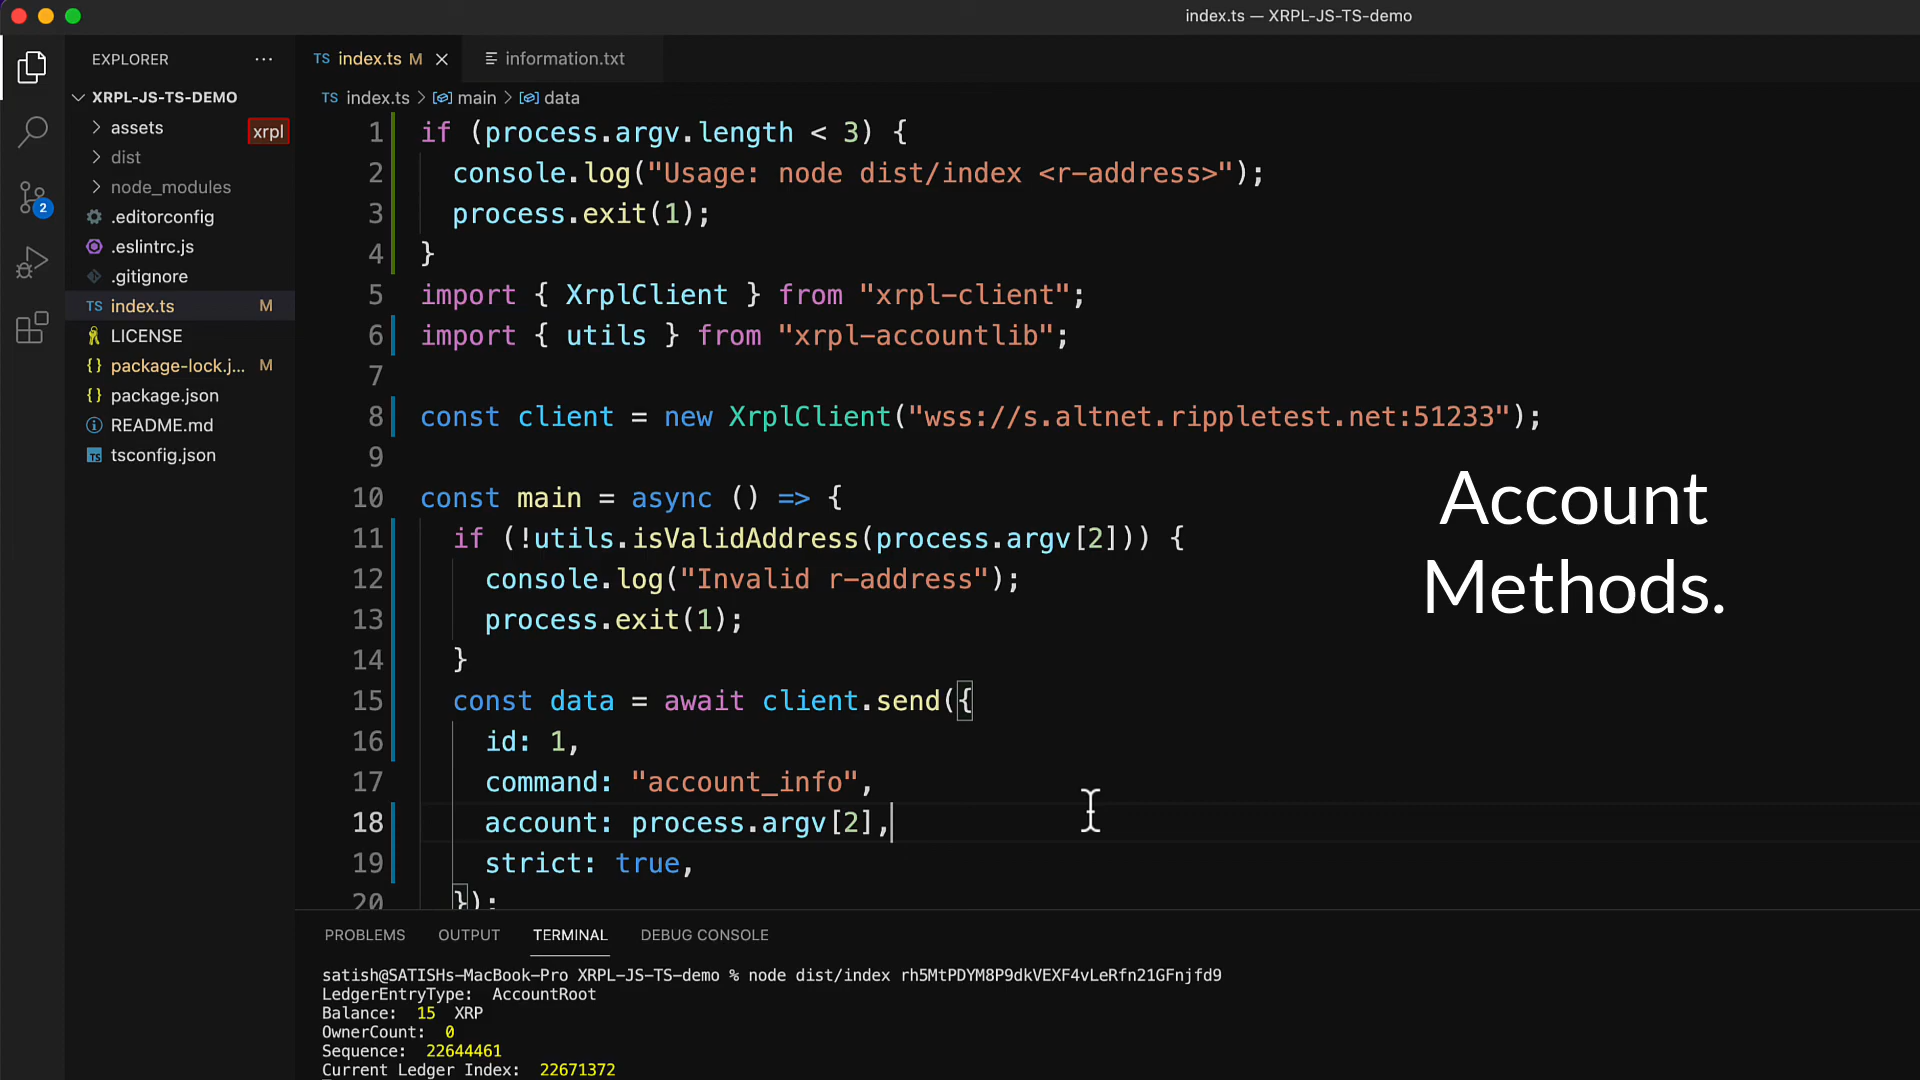 index.ts — XRPL-JS-TS-demo
EXPLORER ···
XRPL-JS-TS-DEMO
assets
xrpl
dist
node_modules
.editorconfig
.eslintrc.js
.gitignore
TS index.ts M
LICENSE
{} package-lock.j... M
{} package.json
README.md
TS tsconfig.json
2
TS index.ts M
information.txt
TS index.ts > main > data
1 if (process.argv.length < 3) {
2 console.log("Usage: node dist/index <r-address>");
3 process.exit(1);
4 }
5 import { XrplClient } from "xrpl-client";
6 import { utils } from "xrpl-accountlib";
7
8 const client = new XrplClient("wss://s.altnet.rippletest.net:51233");
9
10 const main = async () => {
11 if (!utils.isValidAddress(process.argv[2])) {
12 console.log("Invalid r-address");
13 process.exit(1);
14 }
15 const data = await client.send({
16 id: 1,
17 command: "account_info",
18 account: process.argv[2],
19 strict: true,
20 });
Account
Methods.
PROBLEMS OUTPUT TERMINAL DEBUG CONSOLE
satish@SATISHs-MacBook-Pro XRPL-JS-TS-demo % node dist/index rh5MtPDYM8P9dkVEXF4vLeRfn21GFnjfd9
LedgerEntryType: AccountRoot
Balance: 15 XRP
OwnerCount: 0
Sequence: 22644461
Current Ledger Index: 22671372